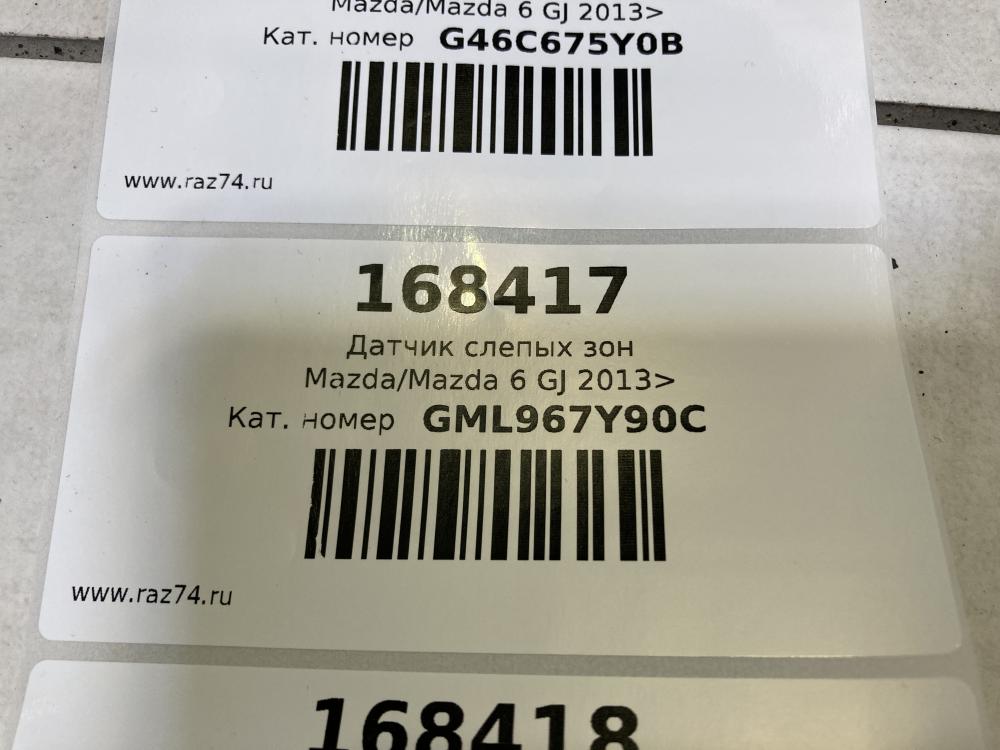 Mazda/Mazda 6 GJ 2013>
Кат. номер G46C675Y0B
www.raz74.ru
168417
Датчик слепых зон
Mazda/Mazda 6 GJ 2013>
Кат. номер GML967Y90C
www.raz74.ru
168418